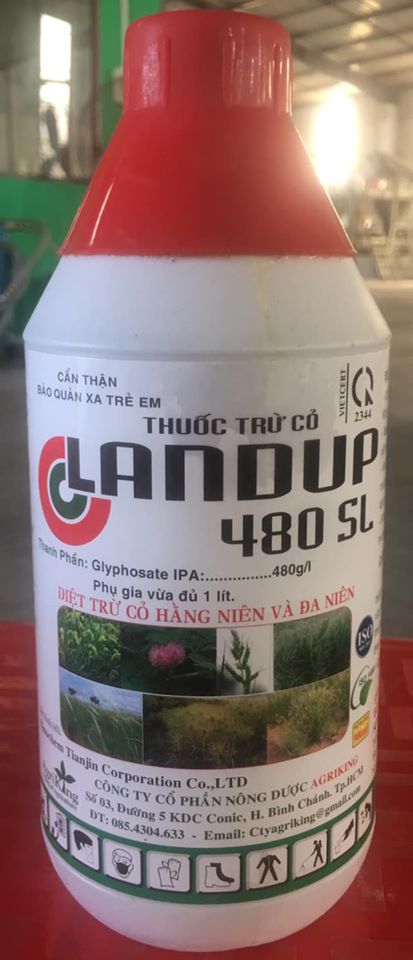 CẨN THẬN
BẢO QUẢN XA TRẺ EM
VIETCERT
2344
THUỐC TRỪ CỎ
LANDUP
480 SL
Thành Phần: Glyphosate IPA:................480g/l
Phụ gia vừa đủ 1 lít.
DIỆT TRỪ CỎ HẰNG NIÊN VÀ ĐA NIÊN
ISO
Tianjin Corporation Co.,LTD
CÔNG TY CỔ PHẦN NÔNG DƯỢC AGRIKING
Số 03, Đường 5 KDC Conic, H. Bình Chánh. Tp.HCM
ĐT: 085.4304.633 - Email: Ctyagriking@gmail.com